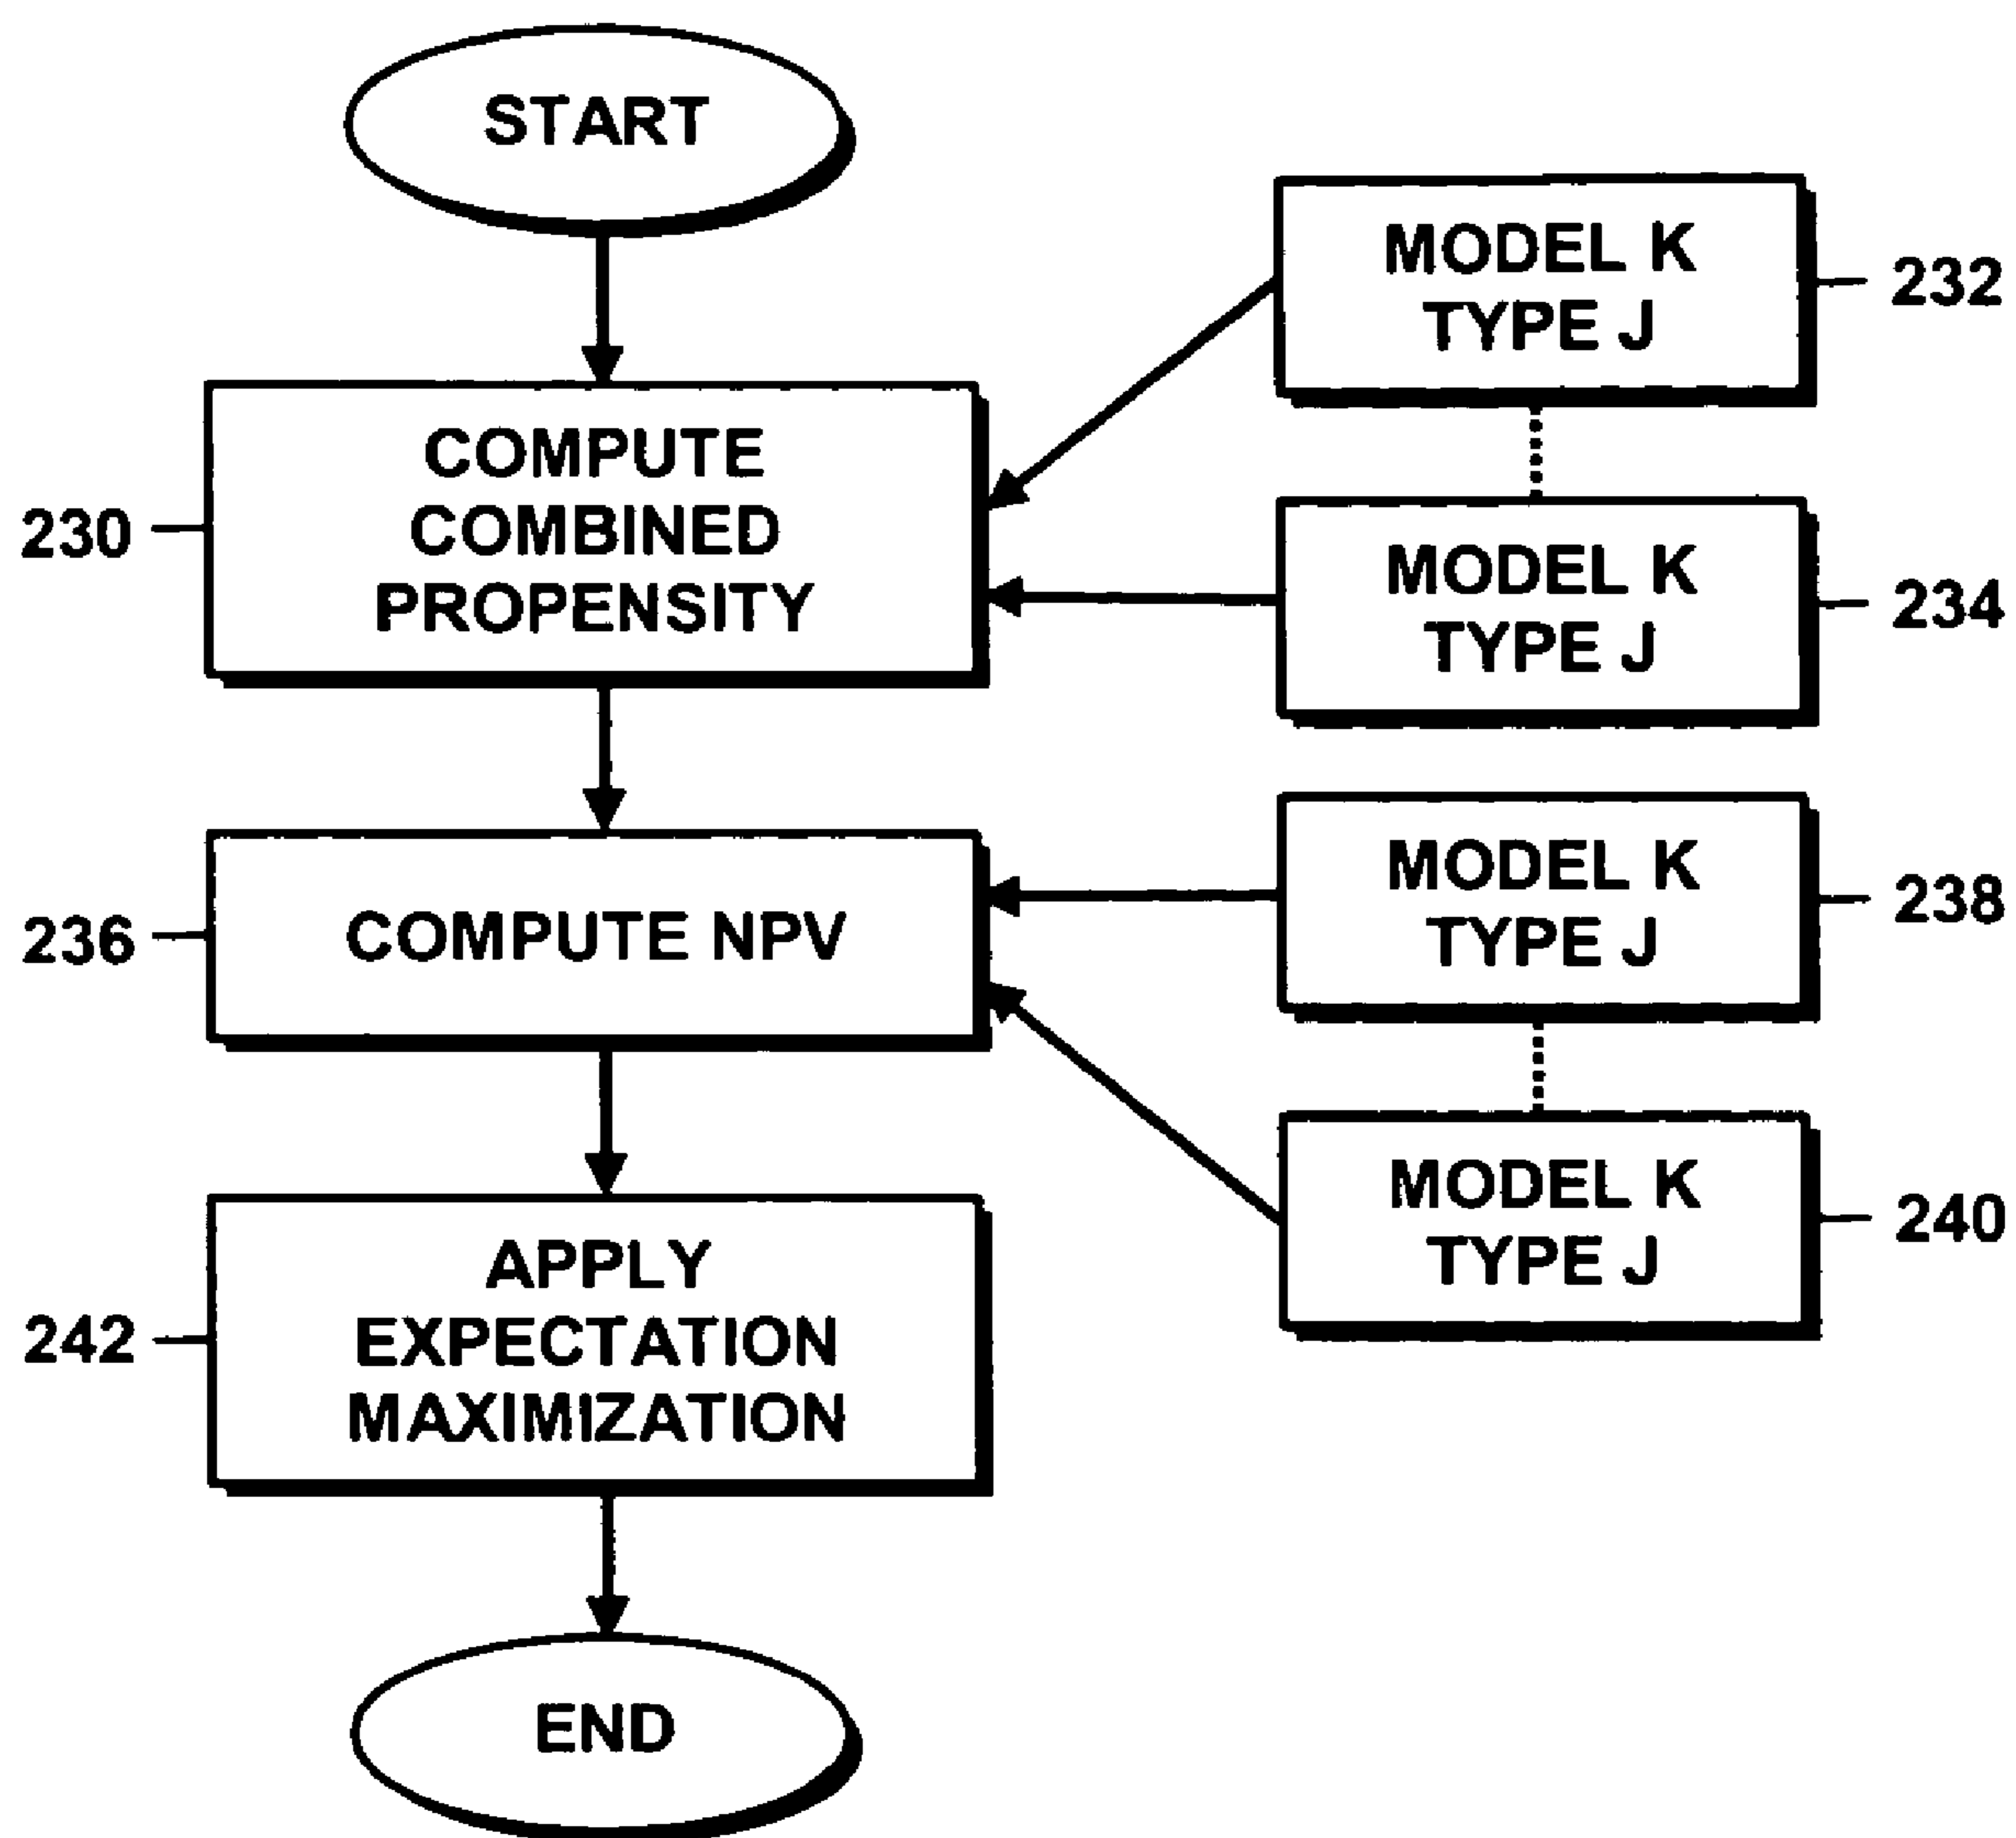 START
MODEL K
TYPE J
232
COMPUTE
COMBINED
PROPENSITY
230
MODEL K
TYPE J
234
COMPUTE NPV
236
MODEL K
TYPE J
238
MODEL K
TYPE J
240
APPLY
EXPECTATION
MAXIMIZATION
242
END